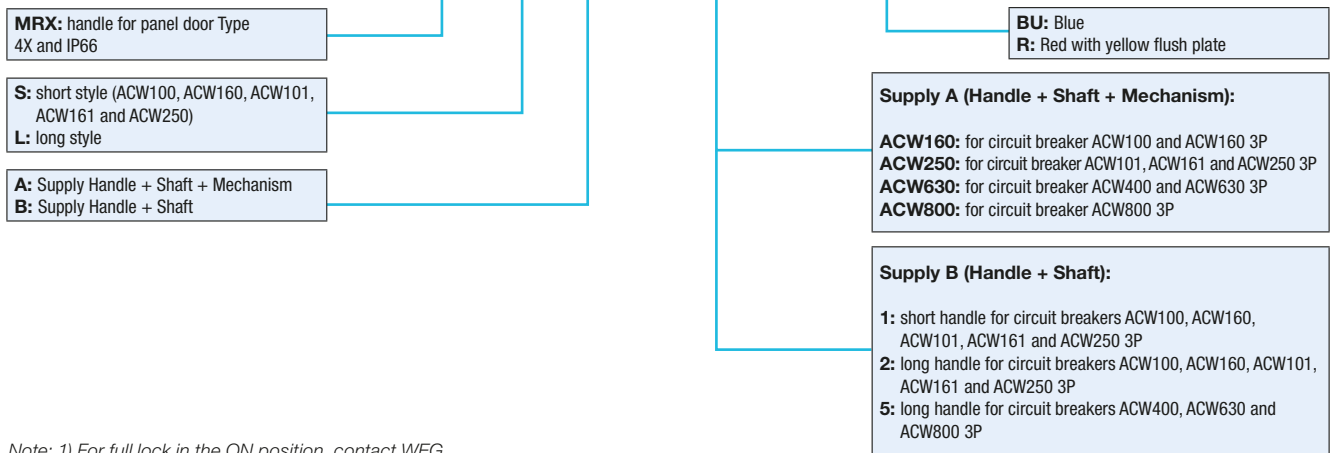 MRX: handle for panel door Type
4X and IP66
S: short style (ACW100, ACW160, ACW101,
ACW161 and ACW250)
L: long style
A: Supply Handle + Shaft + Mechanism
B: Supply Handle + Shaft
BU: Blue
R: Red with yellow flush plate
Supply A (Handle + Shaft + Mechanism):
ACW160: for circuit breaker ACW100 and ACW160 3P
ACW250: for circuit breaker ACW101, ACW161 and ACW250 3P
ACW630: for circuit breaker ACW400 and ACW630 3P
ACW800: for circuit breaker ACW800 3P
Supply B (Handle + Shaft):
1: short handle for circuit breakers ACW100, ACW160,
ACW101, ACW161 and ACW250 3P
2: long handle for circuit breakers ACW100, ACW160, ACW101,
ACW161 and ACW250 3P
5: long handle for circuit breakers ACW400, ACW630 and
ACW800 3P
Note: 1) For full lock in the ON position, contact WEG